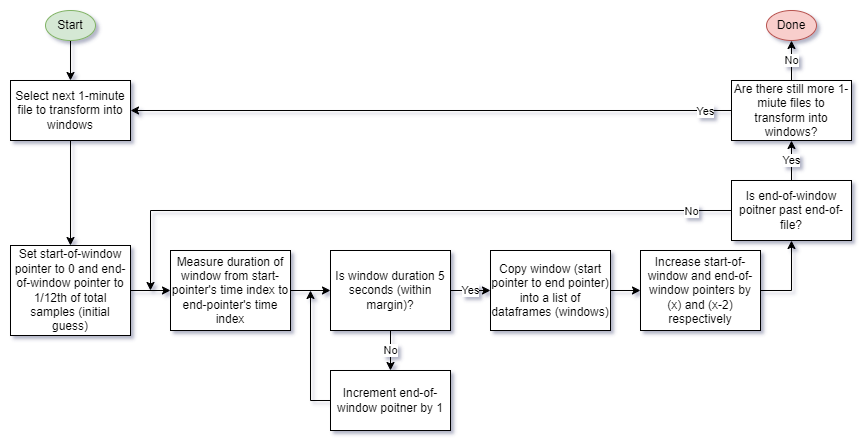 Start
Done
No
Select next 1-minute
file to transform into
windows
Yes
Are there still more 1-
miute files to
transform into
windows?
Yes
No
Is end-of-window
poitner past end-of-
file?
Set start-of-window
pointer to 0 and end-
of-window pointer to
1/12th of total
samples (initial
guess)
Measure duration of
window from start-
pointer's time index to
end-pointer's time
index
Is window duration 5
seconds (within
margin)?
Yes
Copy window (start
pointer to end pointer)
into a list of
dataframes (windows)
Increase start-of-
window and end-of-
window pointers by
(x) and (x-2)
respectively
No
Increment end-of-
window poitner by 1